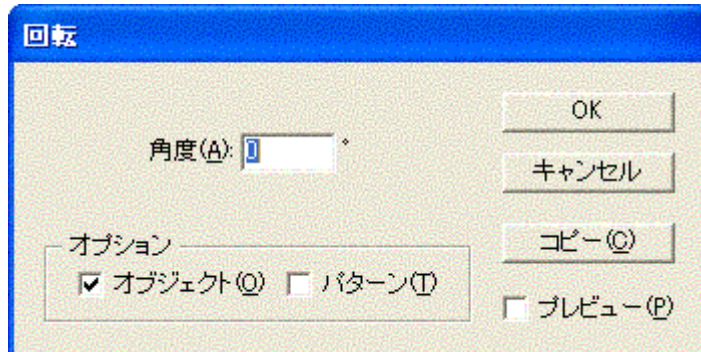 回転
角度(A): 0 °
OK
キャンセル
コピー(C)
オプション
オブジェクト(O) パターン(T)
プレビュー(P)